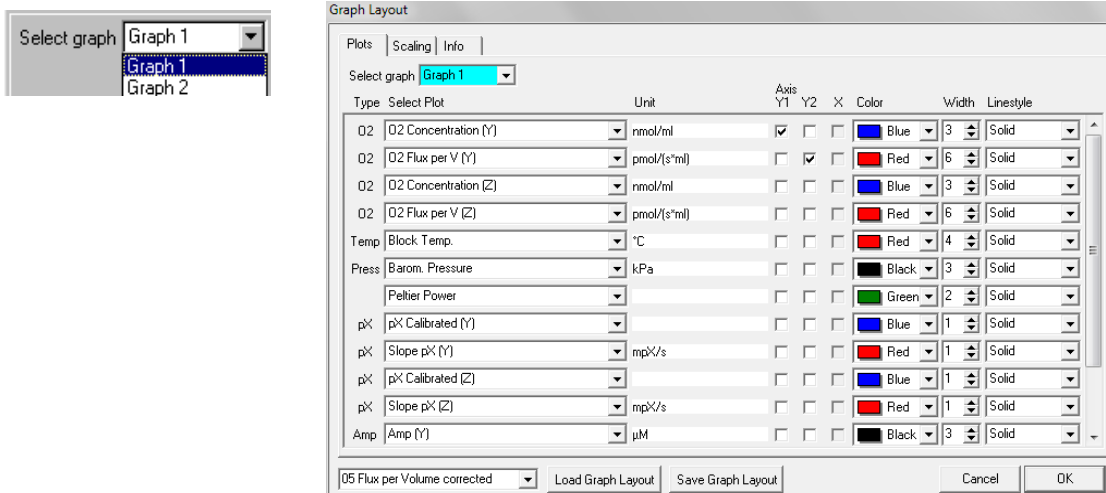 Select graph Graph 1
Graph 1
Graph 2
Graph Layout
Plots Scaling Info
Select graph Graph 1
Axis
Type Select Plot Unit Y1 Y2 X Color Width Linestyle
O2 O2 Concentration (Y) nmol/ml Blue 3 Solid
O2 O2 Flux per V (Y) pmol/(s*ml) Red 6 Solid
O2 O2 Concentration (Z) nmol/ml Blue 3 Solid
O2 O2 Flux per V (Z) pmol/(s*ml) Red 6 Solid
Temp Block Temp. °C Red 4 Solid
Press Barom. Pressure kPa Black 3 Solid
Peltier Power Green 2 Solid
pX pX Calibrated (Y) Blue 1 Solid
pX Slope pX (Y) mpX/s Red 1 Solid
pX pX Calibrated (Z) Blue 1 Solid
pX Slope pX (Z) mpX/s Red 1 Solid
Amp Amp (Y) µM Black 3 Solid
05 Flux per Volume corrected Load Graph Layout Save Graph Layout Cancel OK